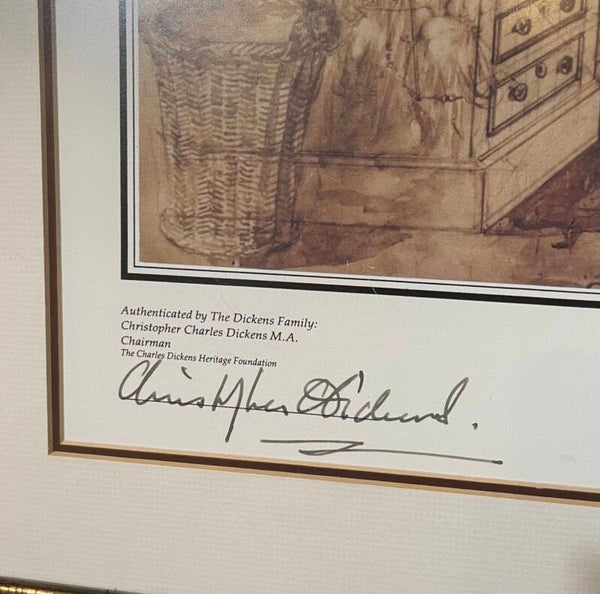 Authenticated by The Dickens Family:
Christopher Charles Dickens M.A.
Chairman
The Charles Dickens Heritage Foundation
Christopher C Dickens.